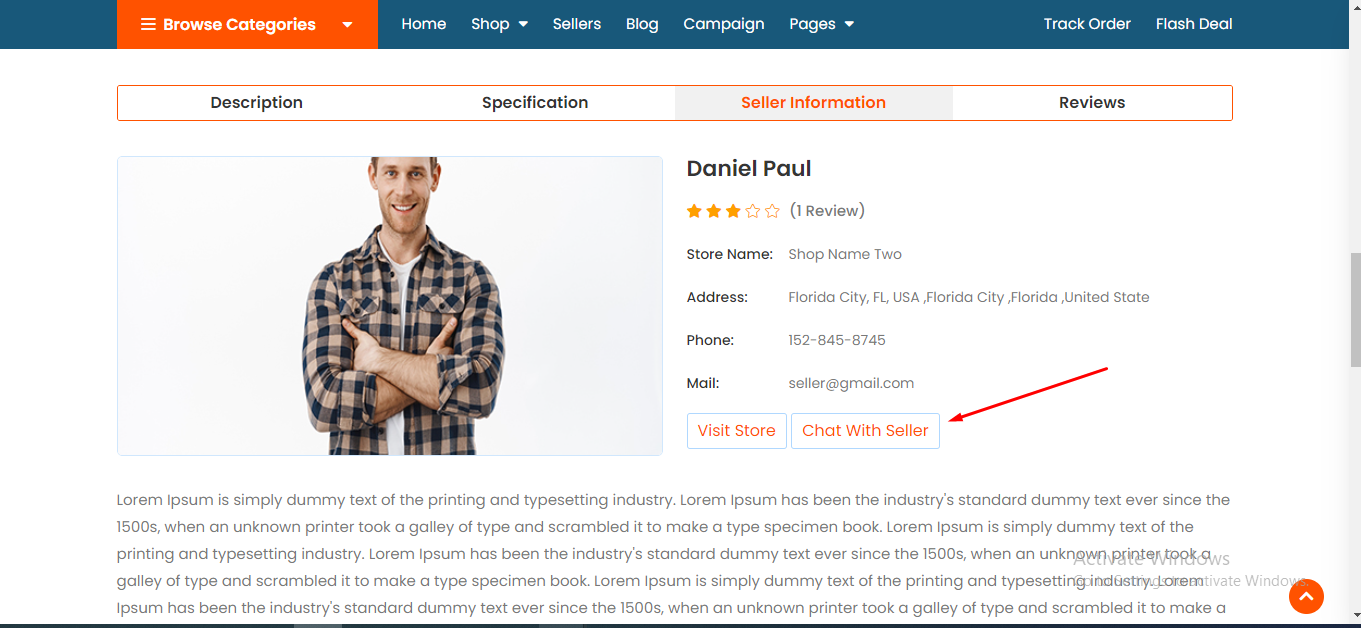 Browse Categories Home Shop Sellers Blog Campaign Pages Track Order Flash Deal
Description Specification Seller Information Reviews
Daniel Paul
(1 Review)
Store Name: Shop Name Two
Address: Florida City, FL, USA ,Florida City ,Florida ,United State
Phone: 152-845-8745
Mail: seller@gmail.com
Visit Store Chat With Seller
Lorem Ipsum is simply dummy text of the printing and typesetting industry. Lorem Ipsum has been the industry's standard dummy text ever since the
1500s, when an unknown printer took a galley of type and scrambled it to make a type specimen book. Lorem Ipsum is simply dummy text of the
printing and typesetting industry. Lorem Ipsum has been the industry's standard dummy text ever since the 1500s, when an unknown printer took a
Activate Windows
galley of type and scrambled it to make a type specimen book. Lorem Ipsum is simply dummy text of the printing and typesetting industry. Lorem
Go to Settings to activate Windows.
Ipsum has been the industry's standard dummy text ever since the 1500s, when an unknown printer took a galley of type and scrambled it to make a